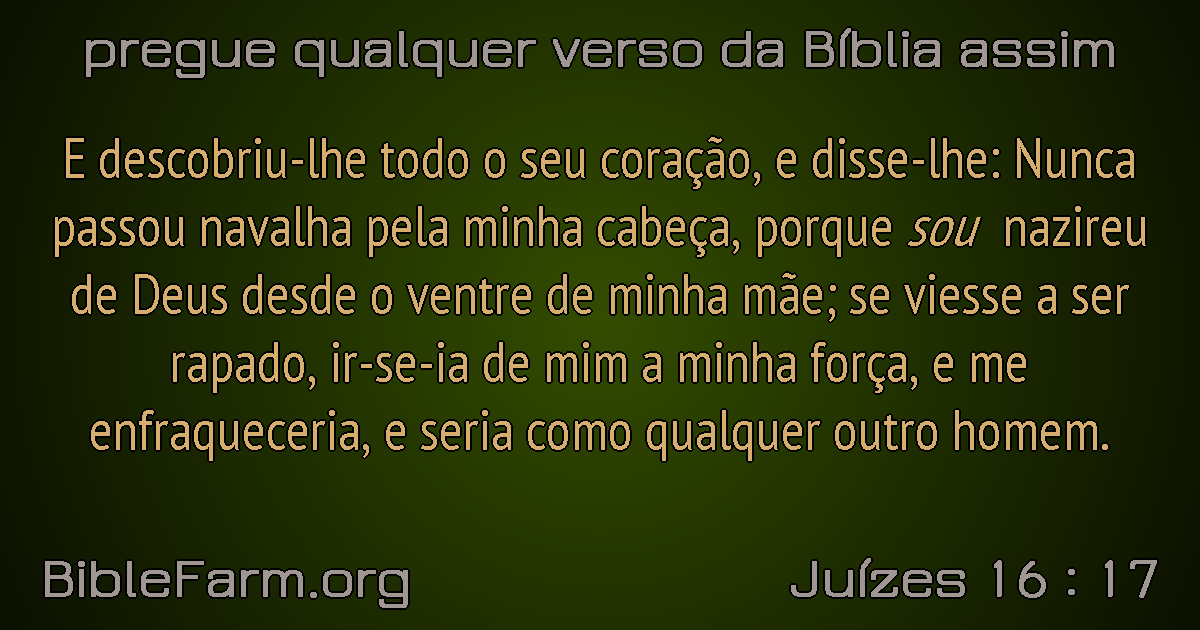 pregue qualquer verso da Bíblia assim
E descobriu-lhe todo o seu coração, e disse-lhe: Nunca
passou navalha pela minha cabeça, porque sou nazireu
de Deus desde o ventre de minha mãe; se viesse a ser
rapado, ir-se-ia de mim a minha força, e me
enfraqueceria, e seria como qualquer outro homem.
BibleFarm.org
Juízes 16 : 17